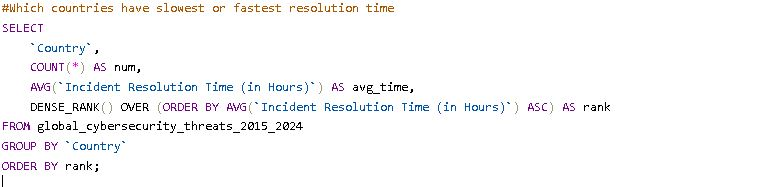 #Which countries have slowest or fastest resolution time
SELECT
    `Country`,
    COUNT(*) AS num,
    AVG(`Incident Resolution Time (in Hours)`) AS avg_time,
    DENSE_RANK() OVER (ORDER BY AVG(`Incident Resolution Time (in Hours)`) ASC) AS rank
FROM global_cybersecurity_threats_2015_2024
GROUP BY `Country`
ORDER BY rank;